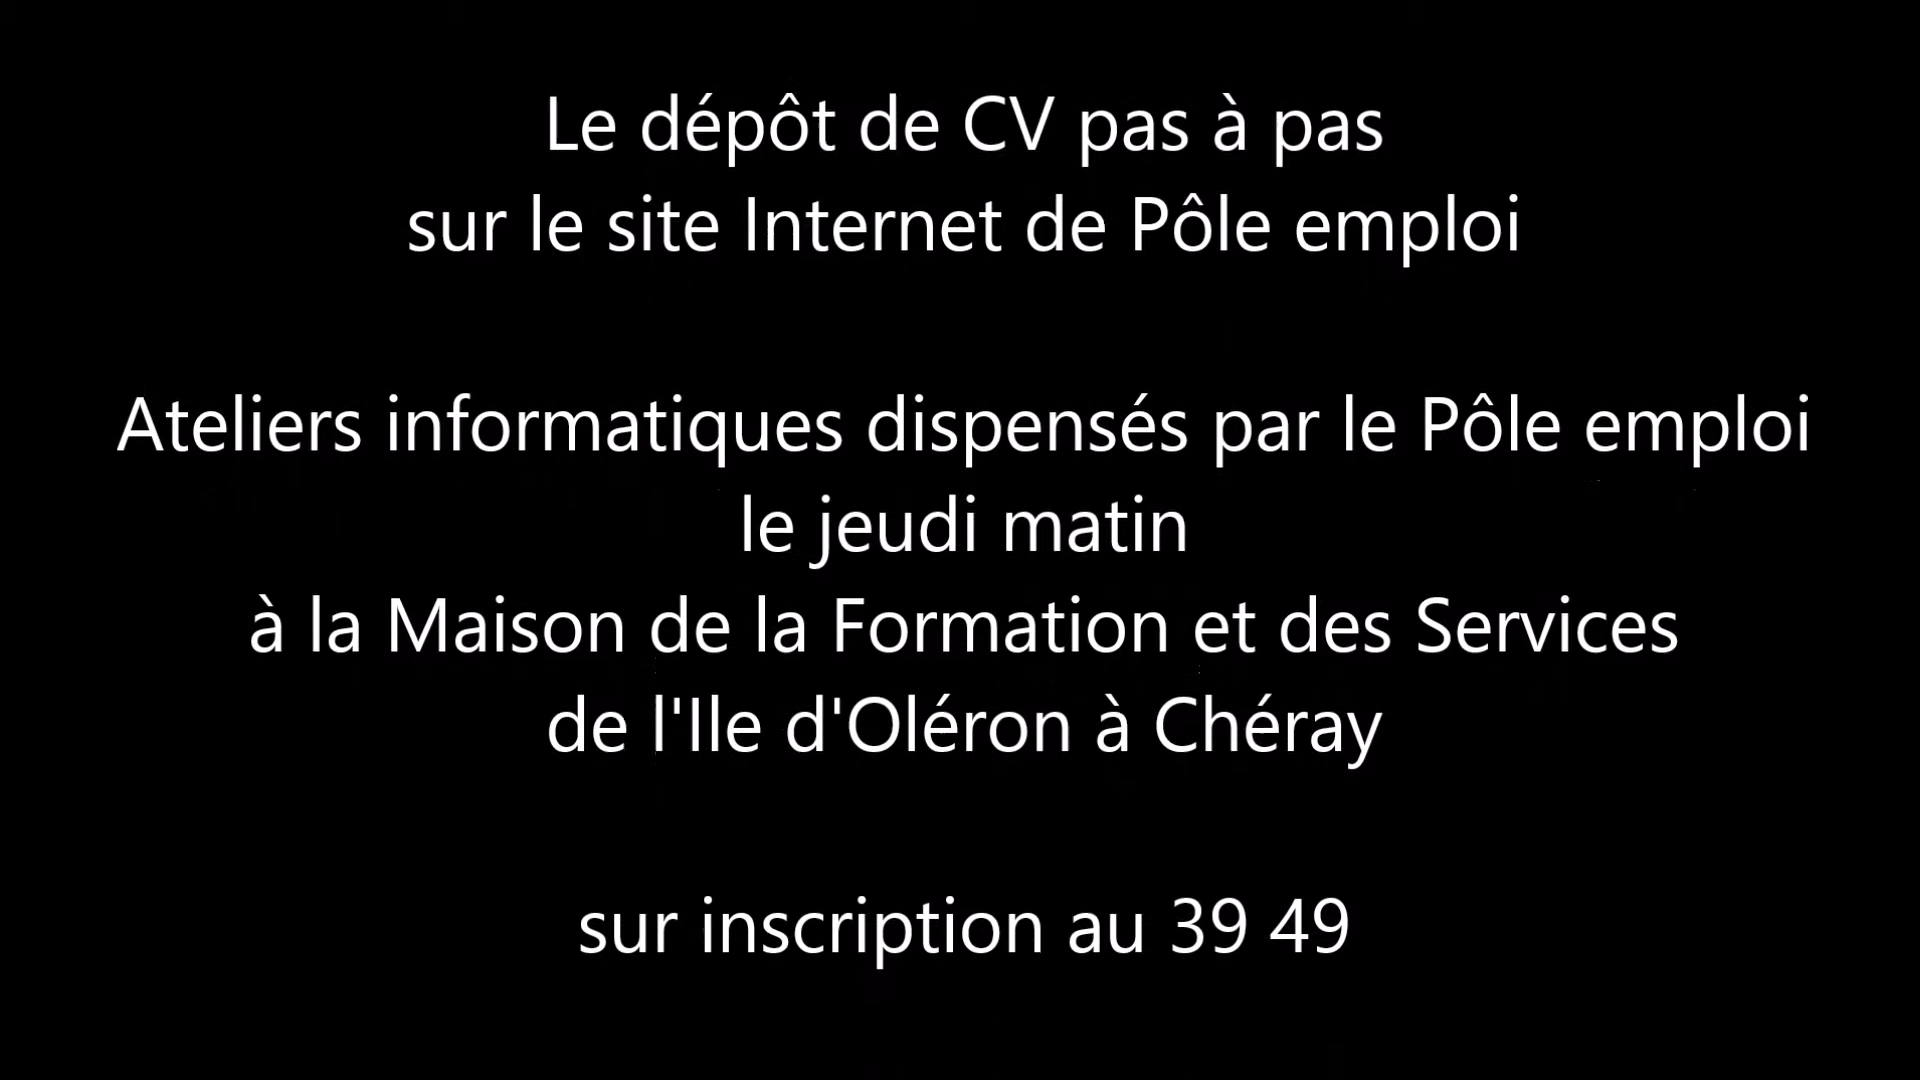 Le dépôt de CV pas à pas
sur le site Internet de Pôle emploi
Ateliers informatiques dispensés par le Pôle emploi
le jeudi matin
à la Maison de la Formation et des Services
de l'Ile d'Oléron à Chéray
sur inscription au 39 49